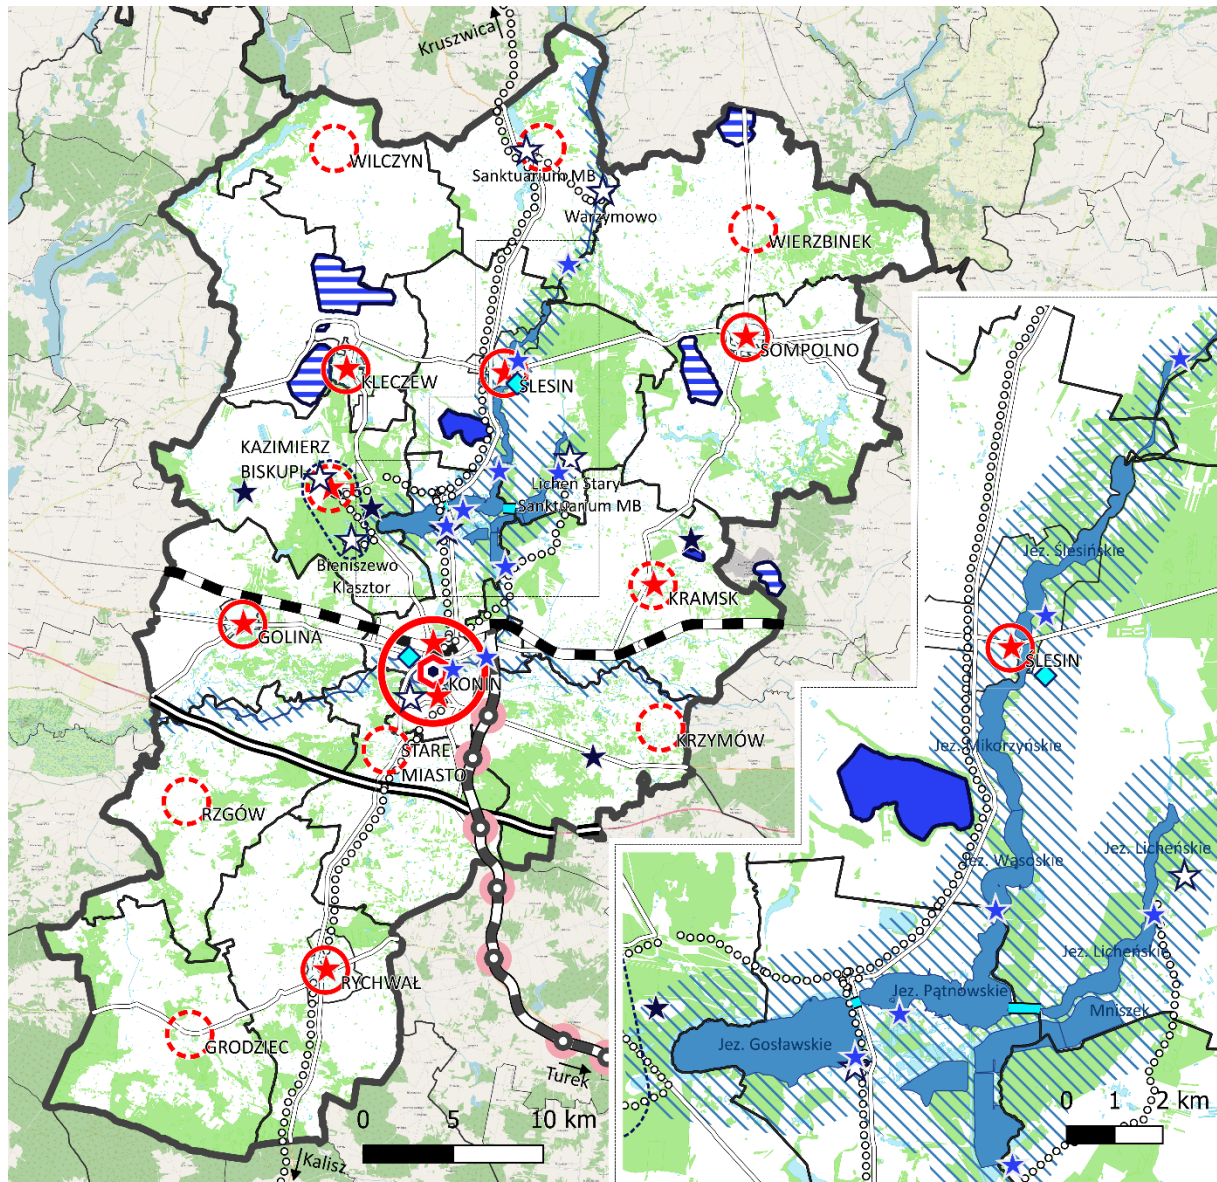 Kruszwica
WILCZYN
Sanktuarium MB
Warzymowo
WIERZBINEK
SOMPOLNO
KLECZEW
ŚLESIN
KAZIMIERZ
BISKUPI
Licheń Stary
Sanktuarium MB
Bieniszewo
Klasztor
KRAMSK
GOLINA
KONIN
KRZYMÓW
STARE
MIASTO
RZGÓW
RYCHWAŁ
GRODZIEC
Turek
Kalisz
0 5 10 km
Jez. Ślesińskie
ŚLESIN
Jez. Mikorzyńskie
Jez. Wąsoskie
Jez. Licheńskie
Jez. Licheńskie
Jez. Pątnowskie
Mniszek
Jez. Gosławskie
0 1 2 km